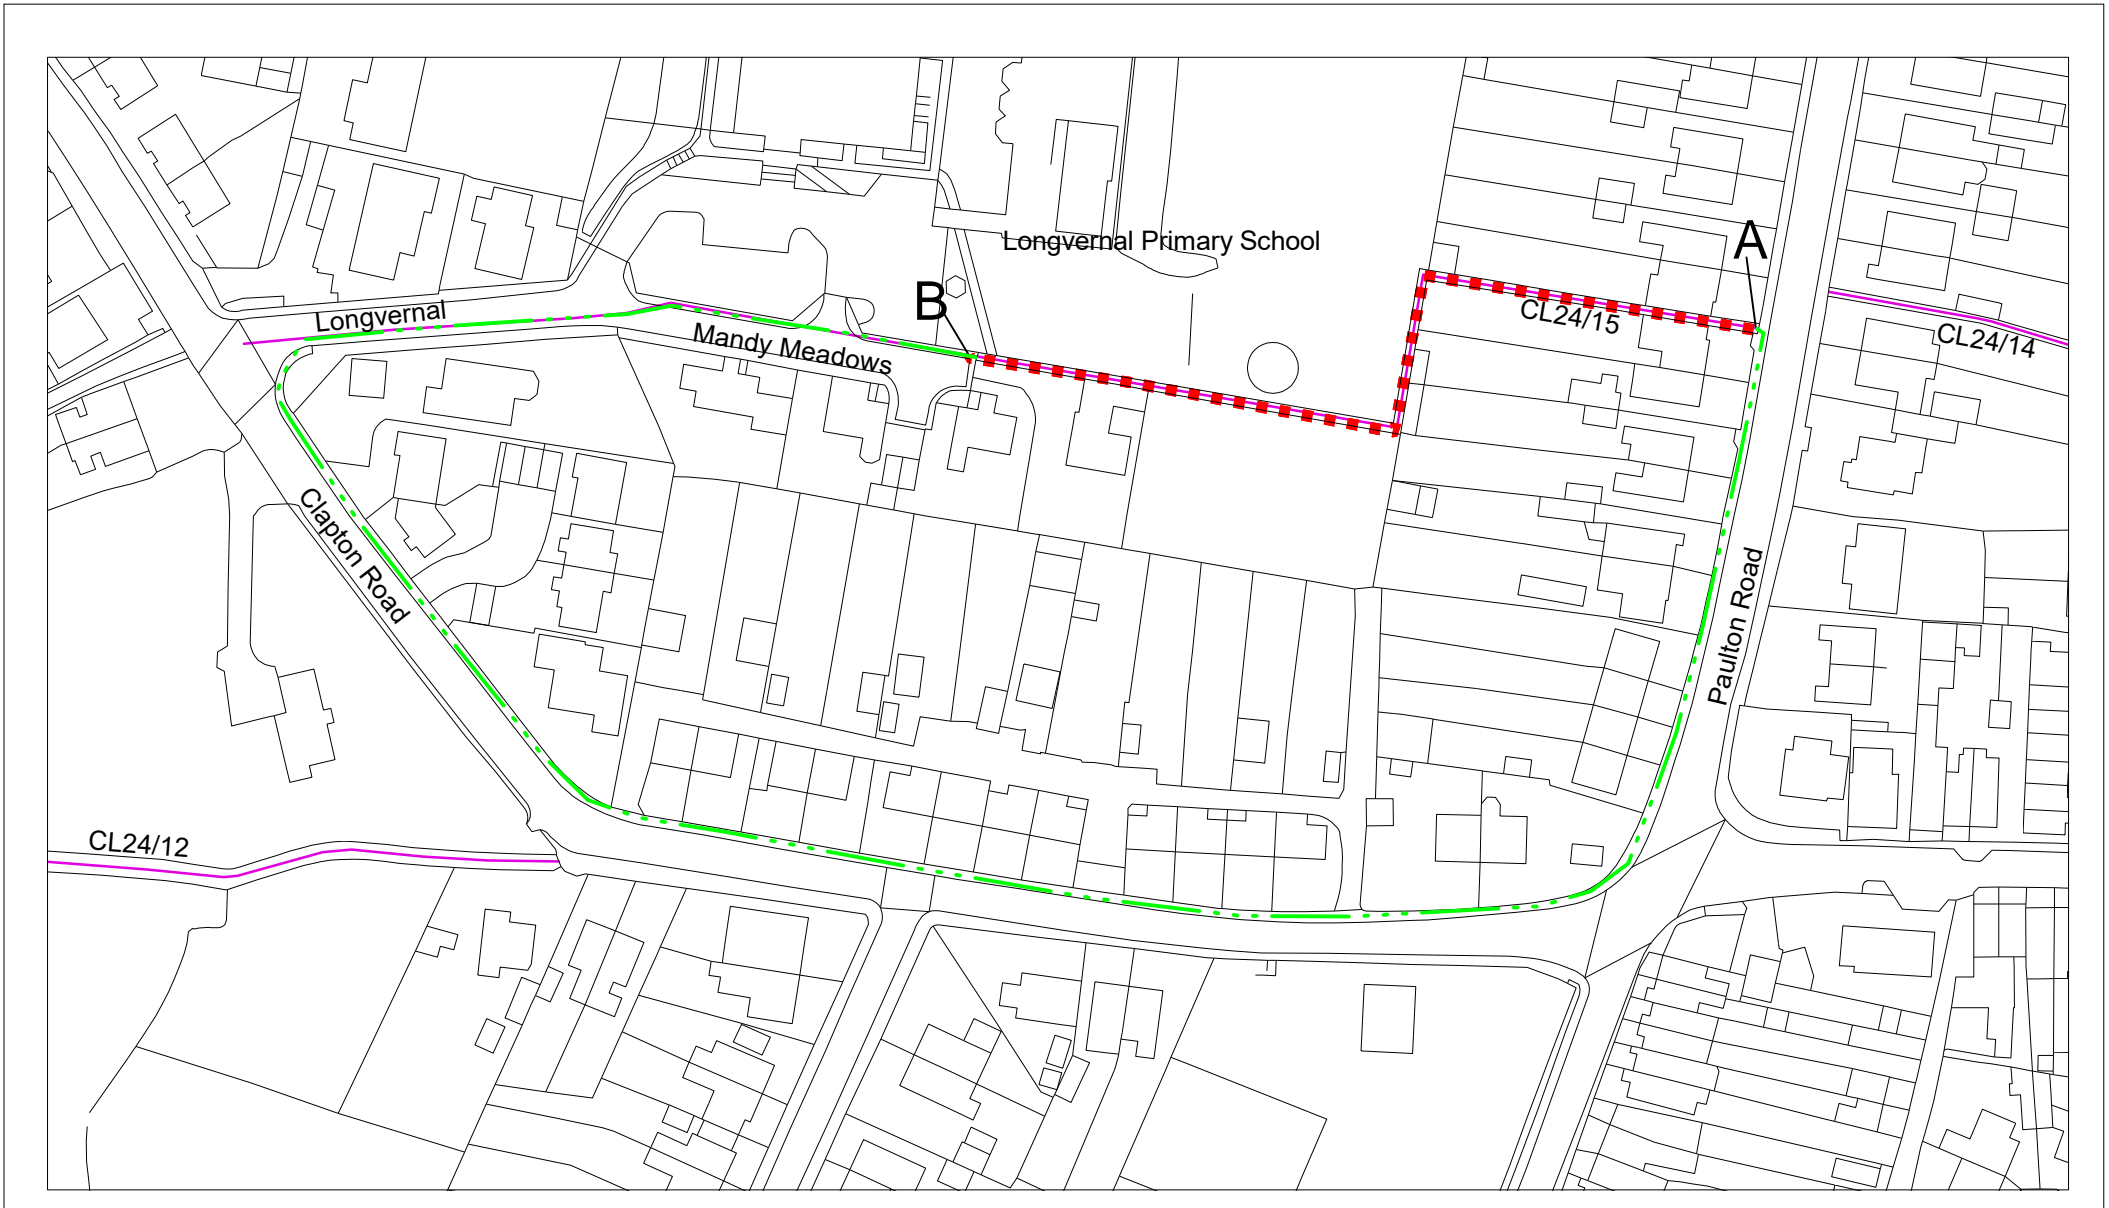 Longvernal Primary School
A
B
CL24/15
Longvernal
Mandy Meadows
CL24/14
Clapton Road
Paulton Road
CL24/12